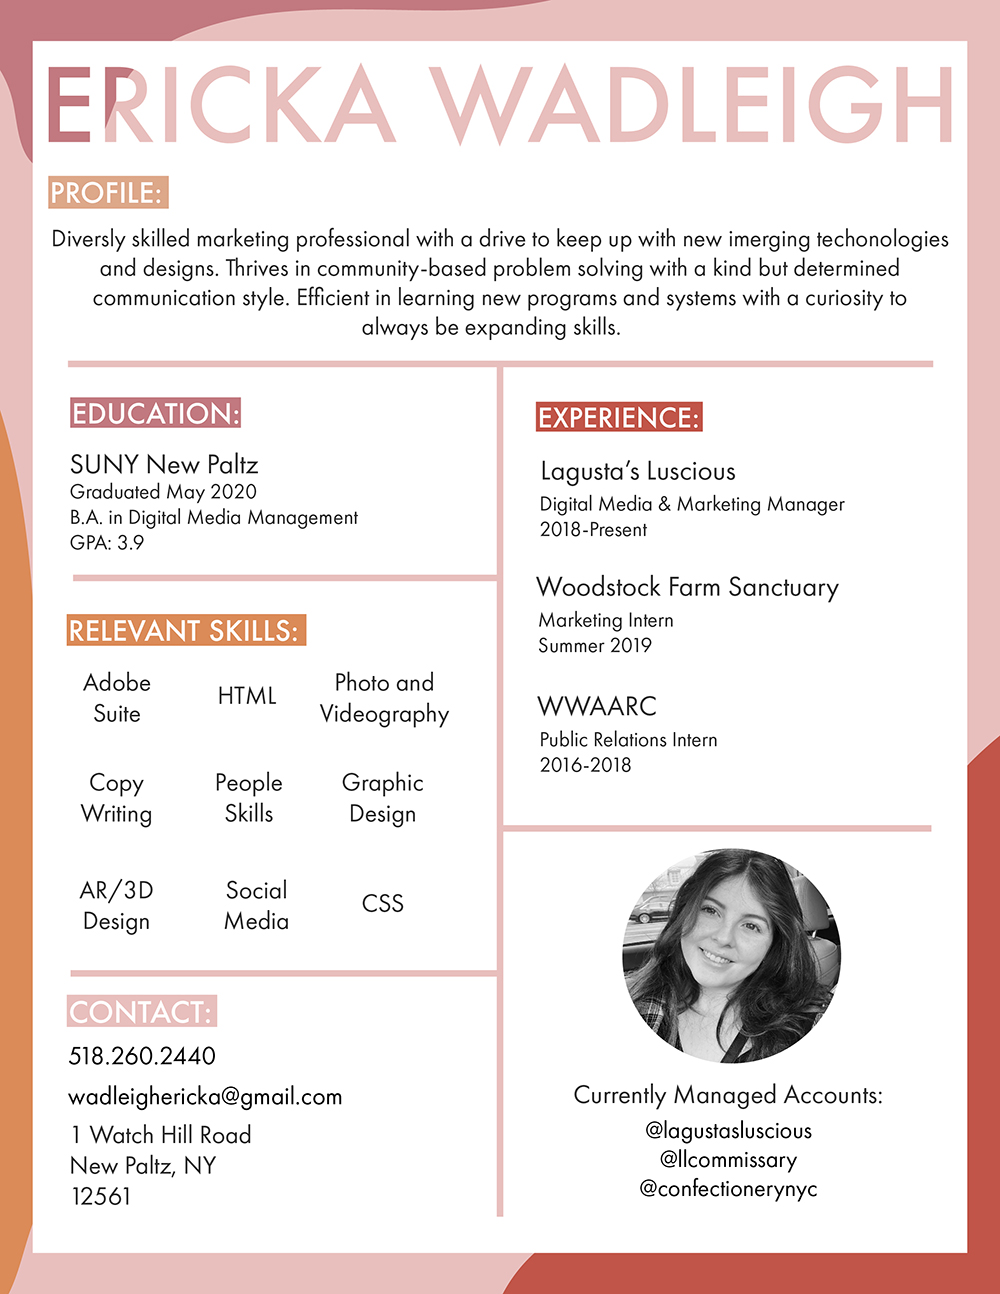 ERICKA WADLEIGH
PROFILE:
Diversly skilled marketing professional with a drive to keep up with new imerging techonologies
and designs. Thrives in community-based problem solving with a kind but determined
communication style. Efficient in learning new programs and systems with a curiosity to
always be expanding skills.
EDUCATION:
SUNY New Paltz
Graduated May 2020
B.A. in Digital Media Management
GPA: 3.9
RELEVANT SKILLS:
Adobe
Suite
HTML
Photo and
Videography
Copy
Writing
People
Skills
Graphic
Design
AR/3D
Design
Social
Media
CSS
CONTACT:
518.260.2440
wadleighericka@gmail.com
1 Watch Hill Road
New Paltz, NY
12561
EXPERIENCE:
Lagusta's Luscious
Digital Media & Marketing Manager
2018-Present
Woodstock Farm Sanctuary
Marketing Intern
Summer 2019
WWAARC
Public Relations Intern
2016-2018
Currently Managed Accounts:
@lagustasluscious
@llcommissary
@confectionerynyc